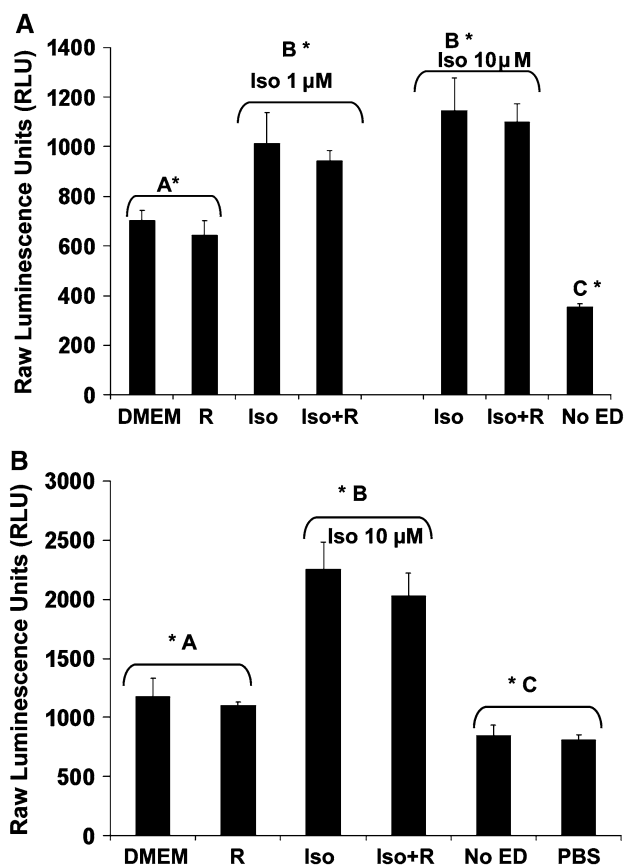 A
Raw Luminescence Units (RLU)
1400
1200
1000
800
600
400
200
0
A*
B *
Iso 1 µM
B *
Iso 10µ M
C *
DMEM R Iso Iso+R Iso Iso+R No ED
B
Raw Luminescence Units (RLU)
3000
2500
2000
1500
1000
500
0
* A
* B
Iso 10 µM
* C
DMEM R Iso Iso+R No ED PBS